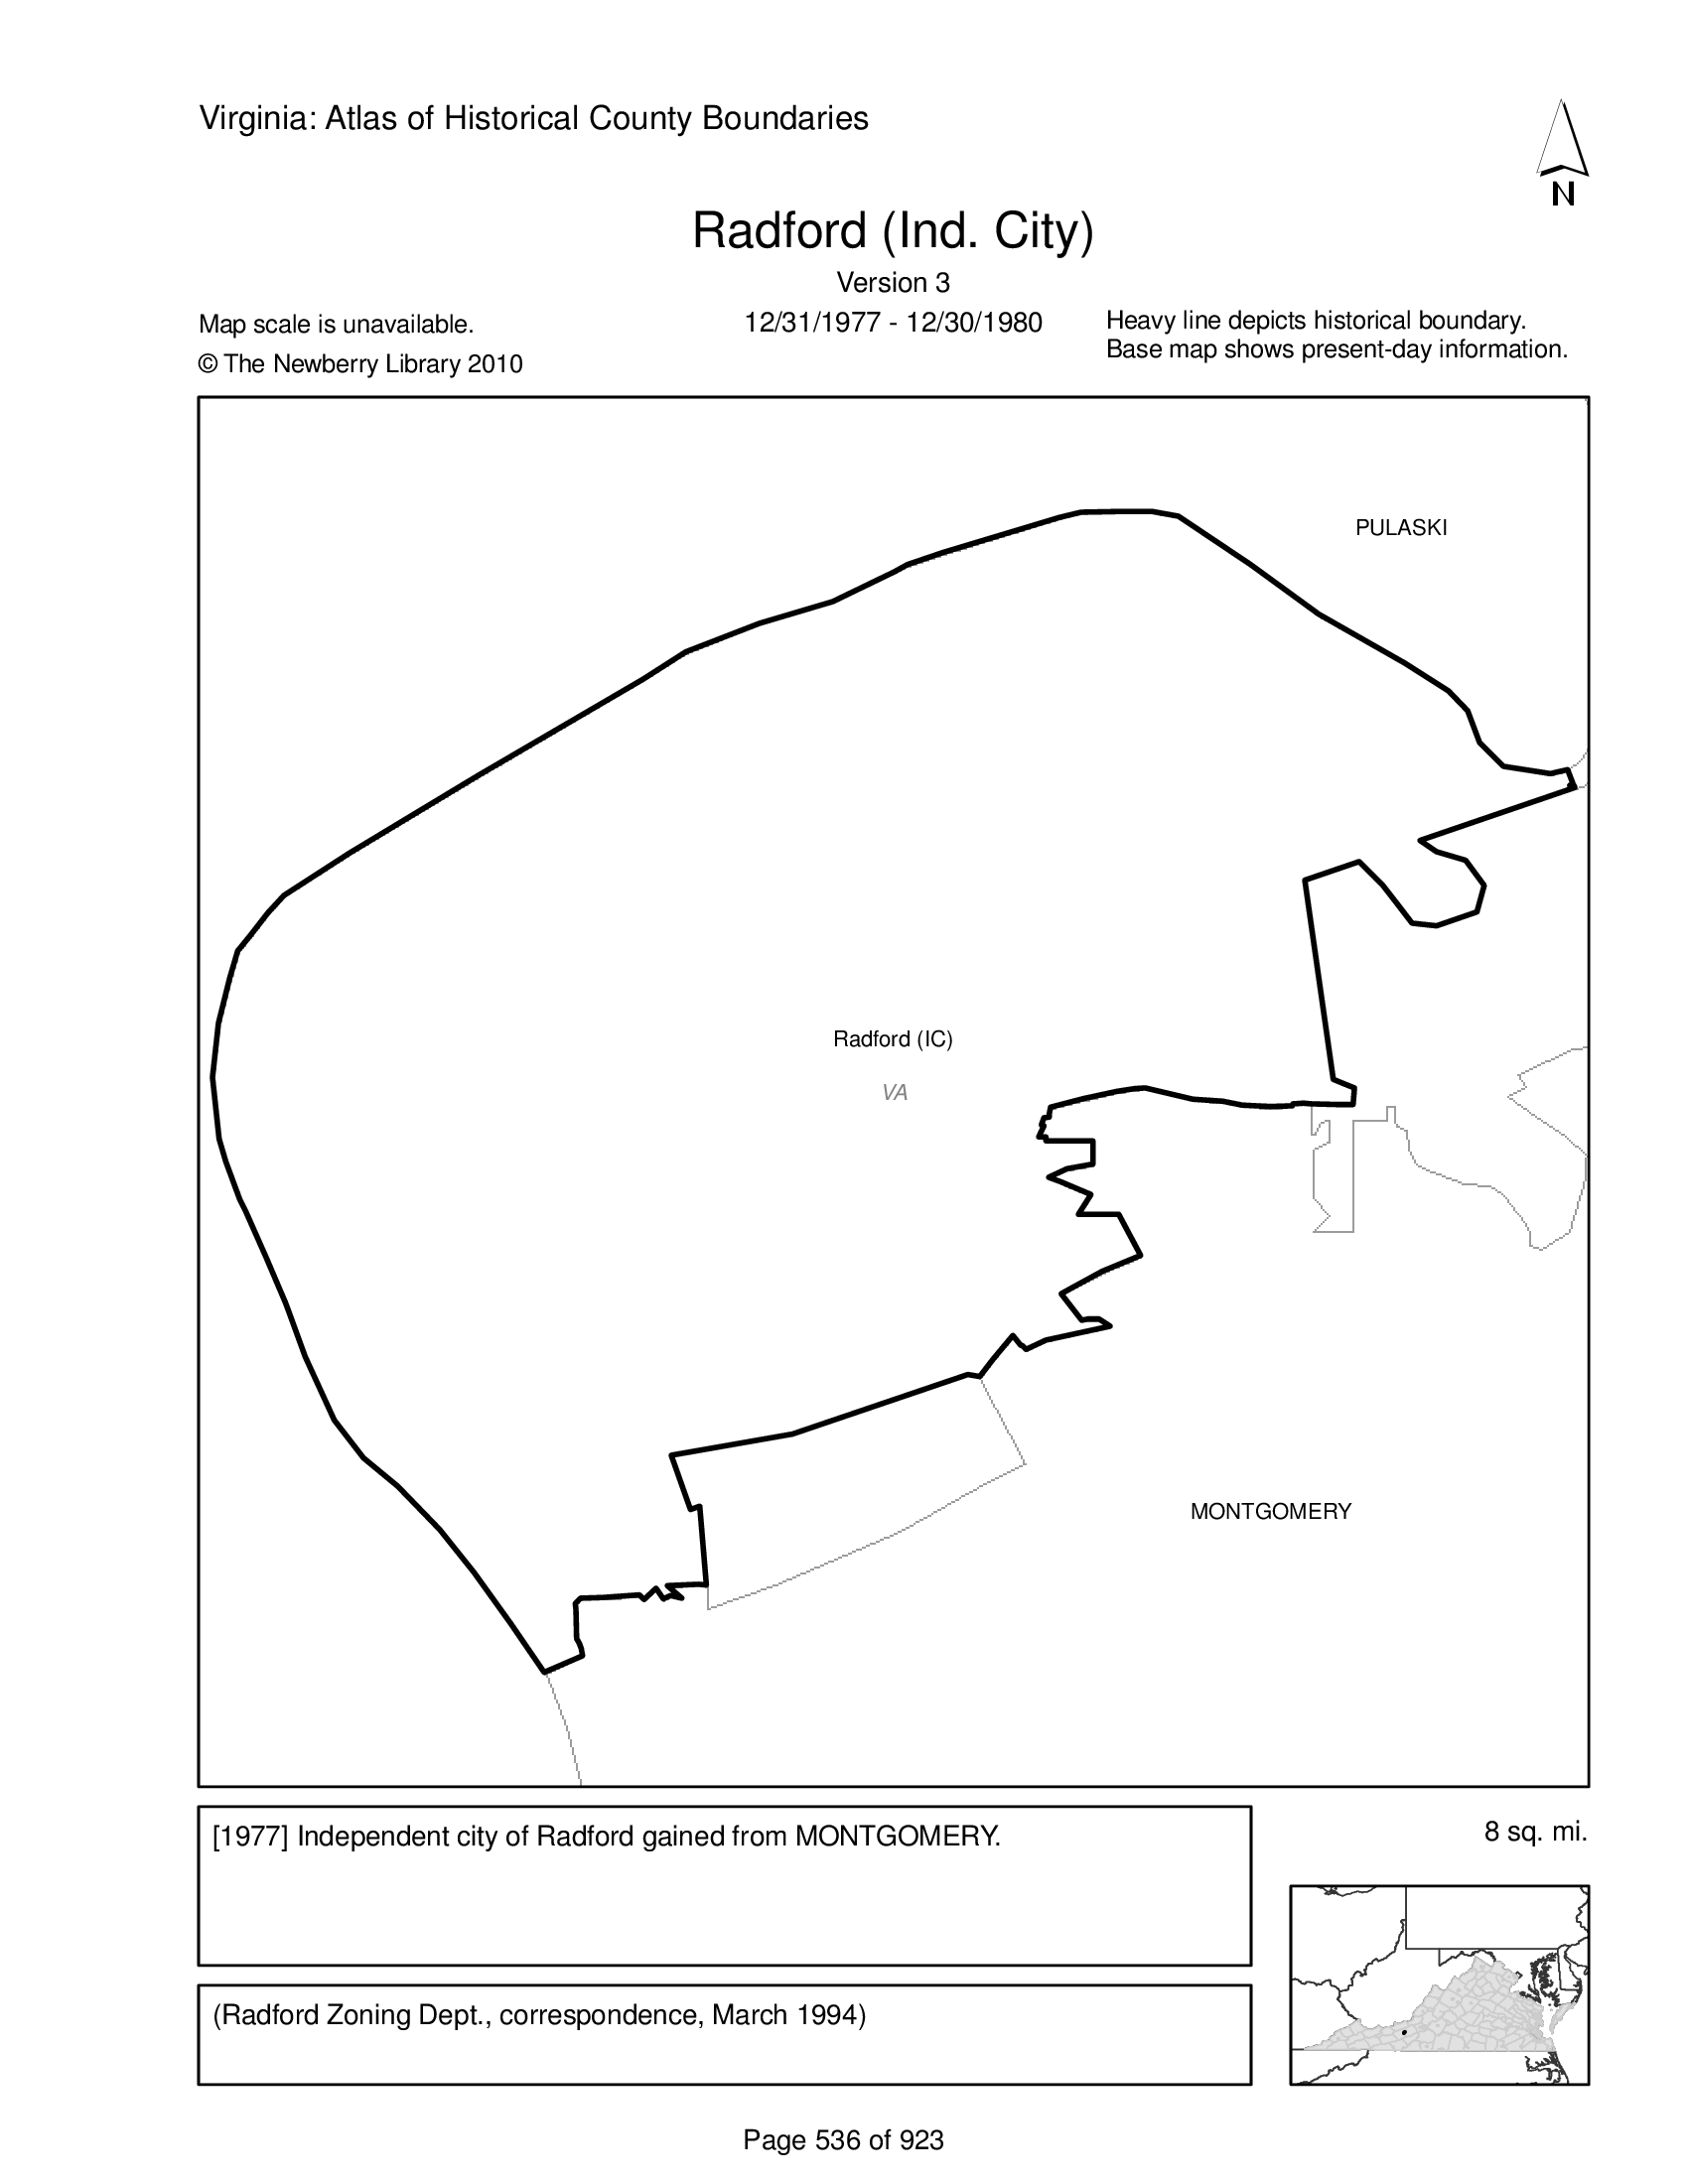 Virginia: Atlas of Historical County Boundaries
N
Radford (Ind. City)
Version 3
12/31/1977 - 12/30/1980
Map scale is unavailable.
© The Newberry Library 2010
Heavy line depicts historical boundary.
Base map shows present-day information.
PULASKI
Radford (IC)
VA
MONTGOMERY
[1977] Independent city of Radford gained from MONTGOMERY.
8 sq. mi.
(Radford Zoning Dept., correspondence, March 1994)
Page 536 of 923